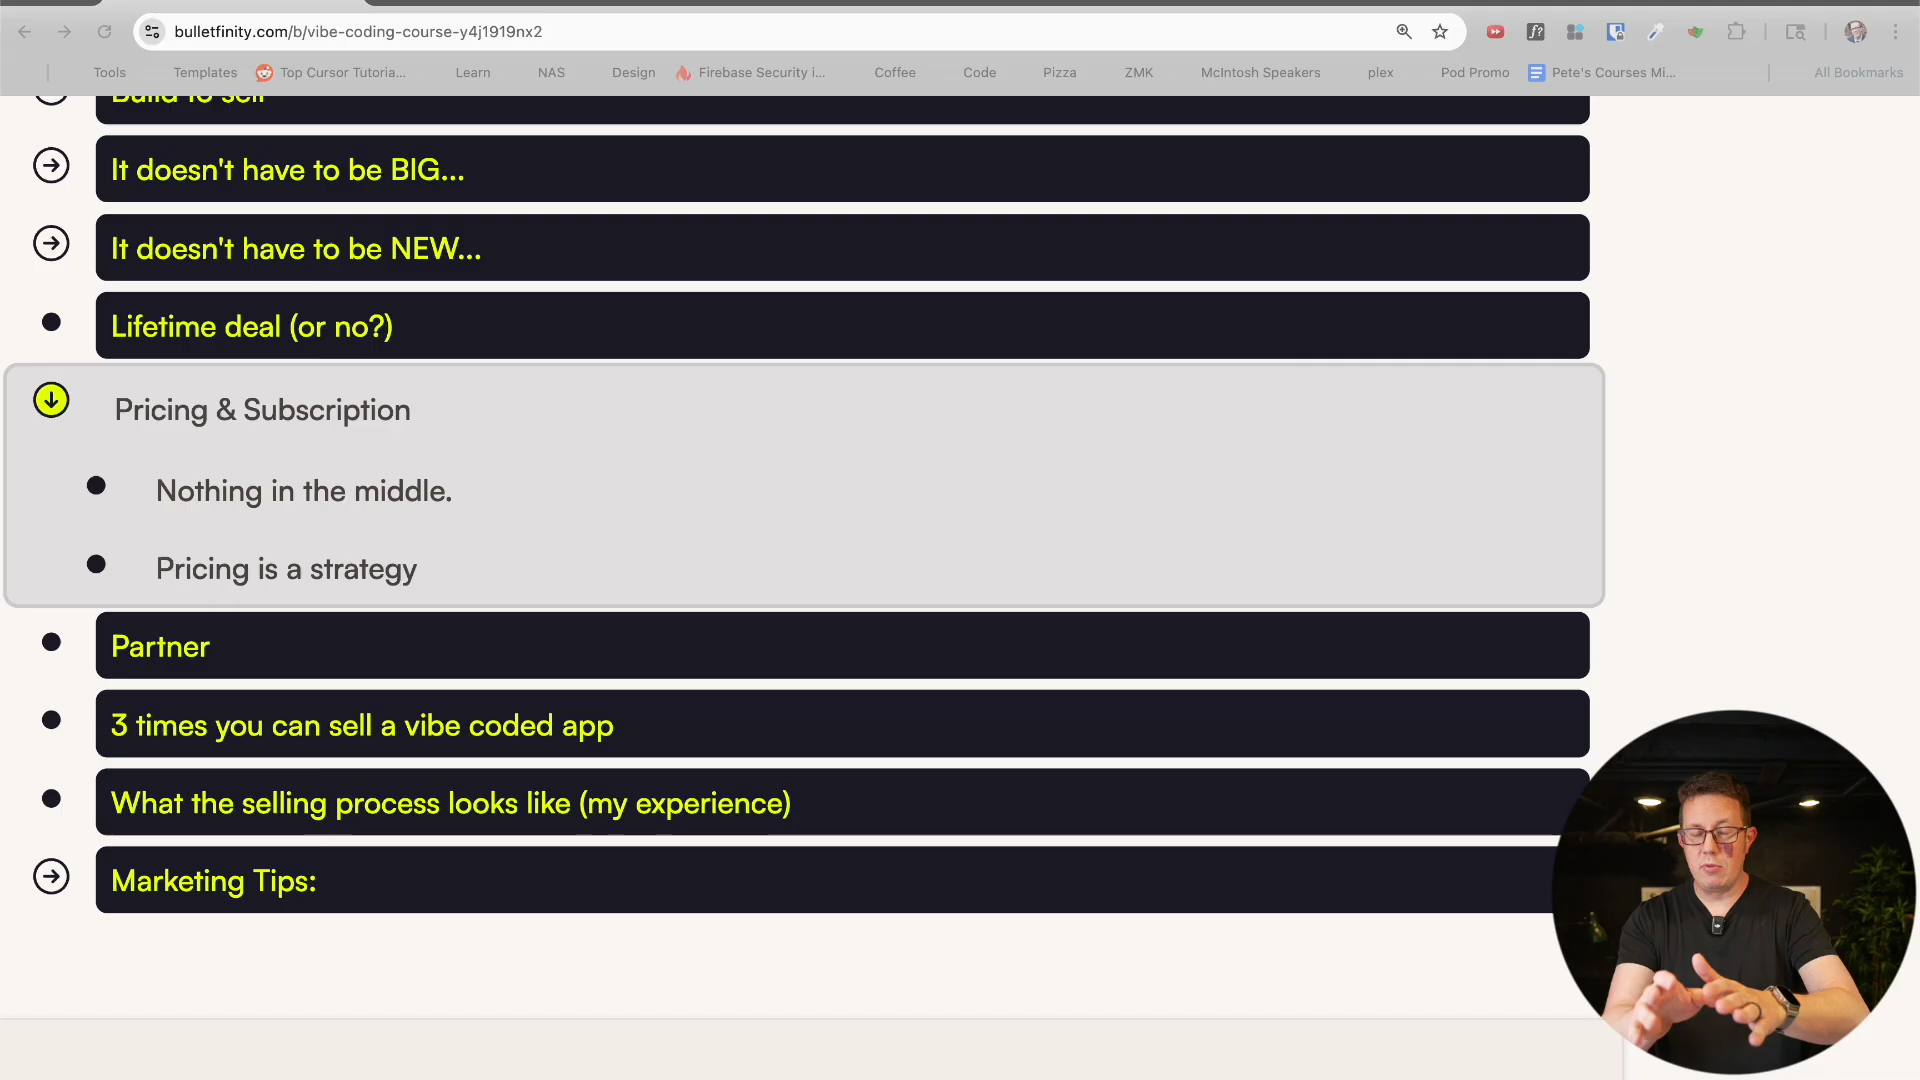 bulletfinity.com/b/vibe-coding-course-y4j1919nx2
Tools
Templates
Top Cursor Tutoria...
Learn
NAS
Design
Firebase Security i...
Coffee
Code
Pizza
ZMK
McIntosh Speakers
plex
Pod Promo
Pete's Courses Mi...
All Bookmarks
Build to sell
It doesn't have to be BIG...
It doesn't have to be NEW...
Lifetime deal (or no?)
Pricing & Subscription
Nothing in the middle.
Pricing is a strategy
Partner
3 times you can sell a vibe coded app
What the selling process looks like (my experience)
Marketing Tips: